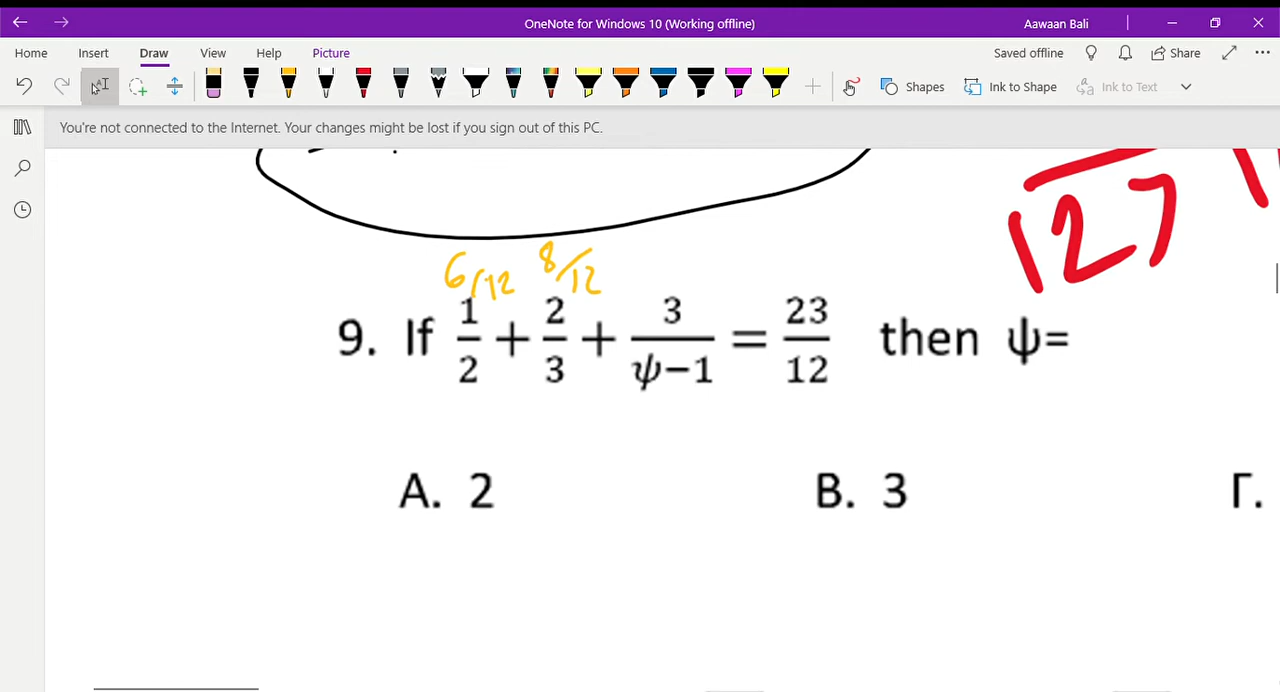 OneNote for Windows 10 (Working offline)
Aawaan Bali
Home Insert Draw View Help Picture
Saved offline
Share
Shapes
Ink to Shape
Ink to Text
You're not connected to the Internet. Your changes might be lost if you sign out of this PC.
127
6/12 8/12
9. If 1/2 + 2/3 + 3/(ψ−1) = 23/12 then ψ=
A. 2 B. 3 Γ.